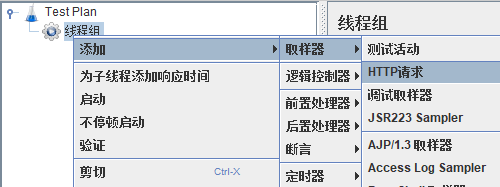 Test Plan
线程组
线程组
添加
为子线程添加响应时间
启动
不停顿启动
验证
剪切 Ctrl-X
取样器
逻辑控制器
前置处理器
后置处理器
断言
定时器
测试活动
HTTP请求
调试取样器
JSR223 Sampler
AJP/1.3 取样器
Access Log Sampler